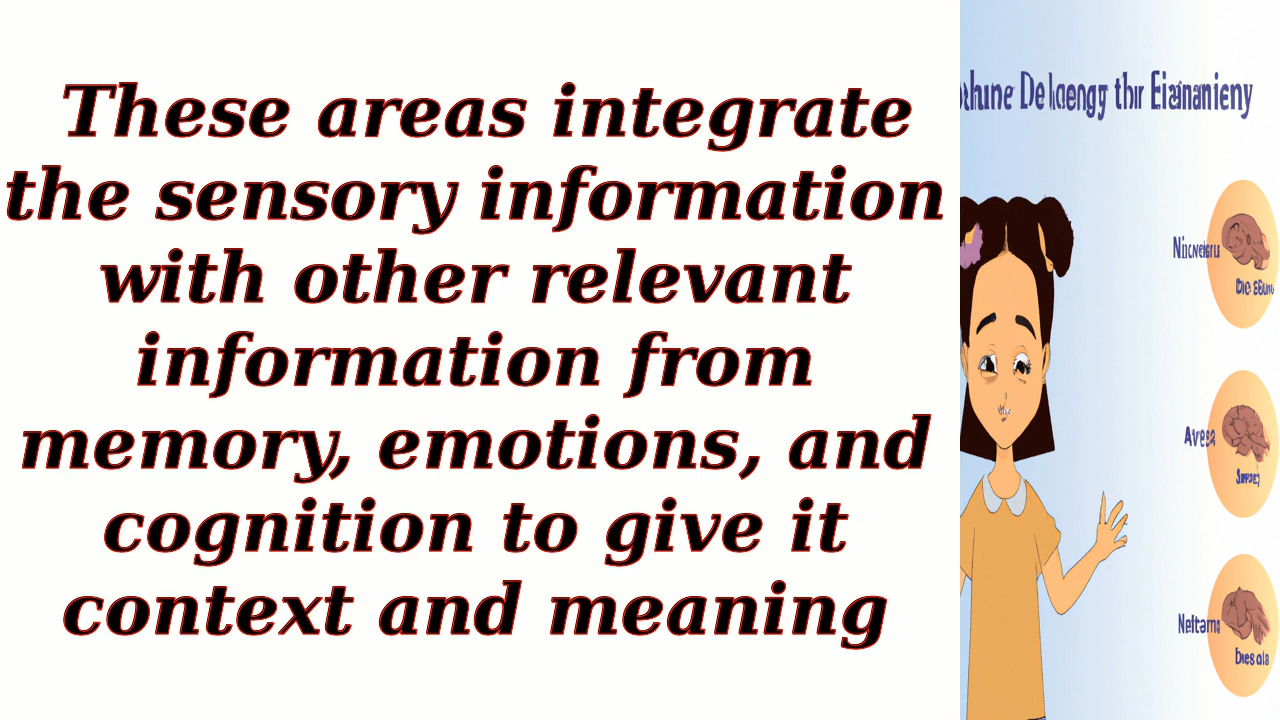 These areas integrate
the sensory information
with other relevant
information from
memory, emotions, and
cognition to give it
context and meaning